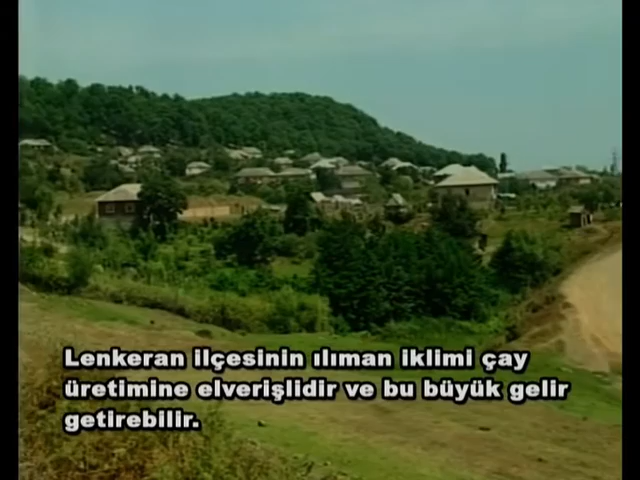 Lenkeran ilçesinin ılıman iklimi çay
üretimine elverişlidir ve bu büyük gelir
getirebilir.